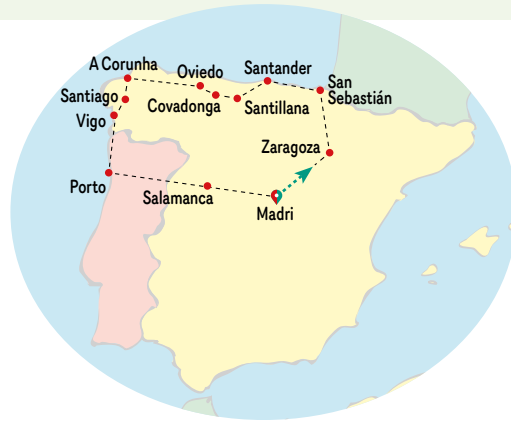 A Corunha
Oviedo
Santander
San
Sebastián
Santiago
Covadonga
Santillana
Vigo
Zaragoza
Porto
Salamanca
Madri